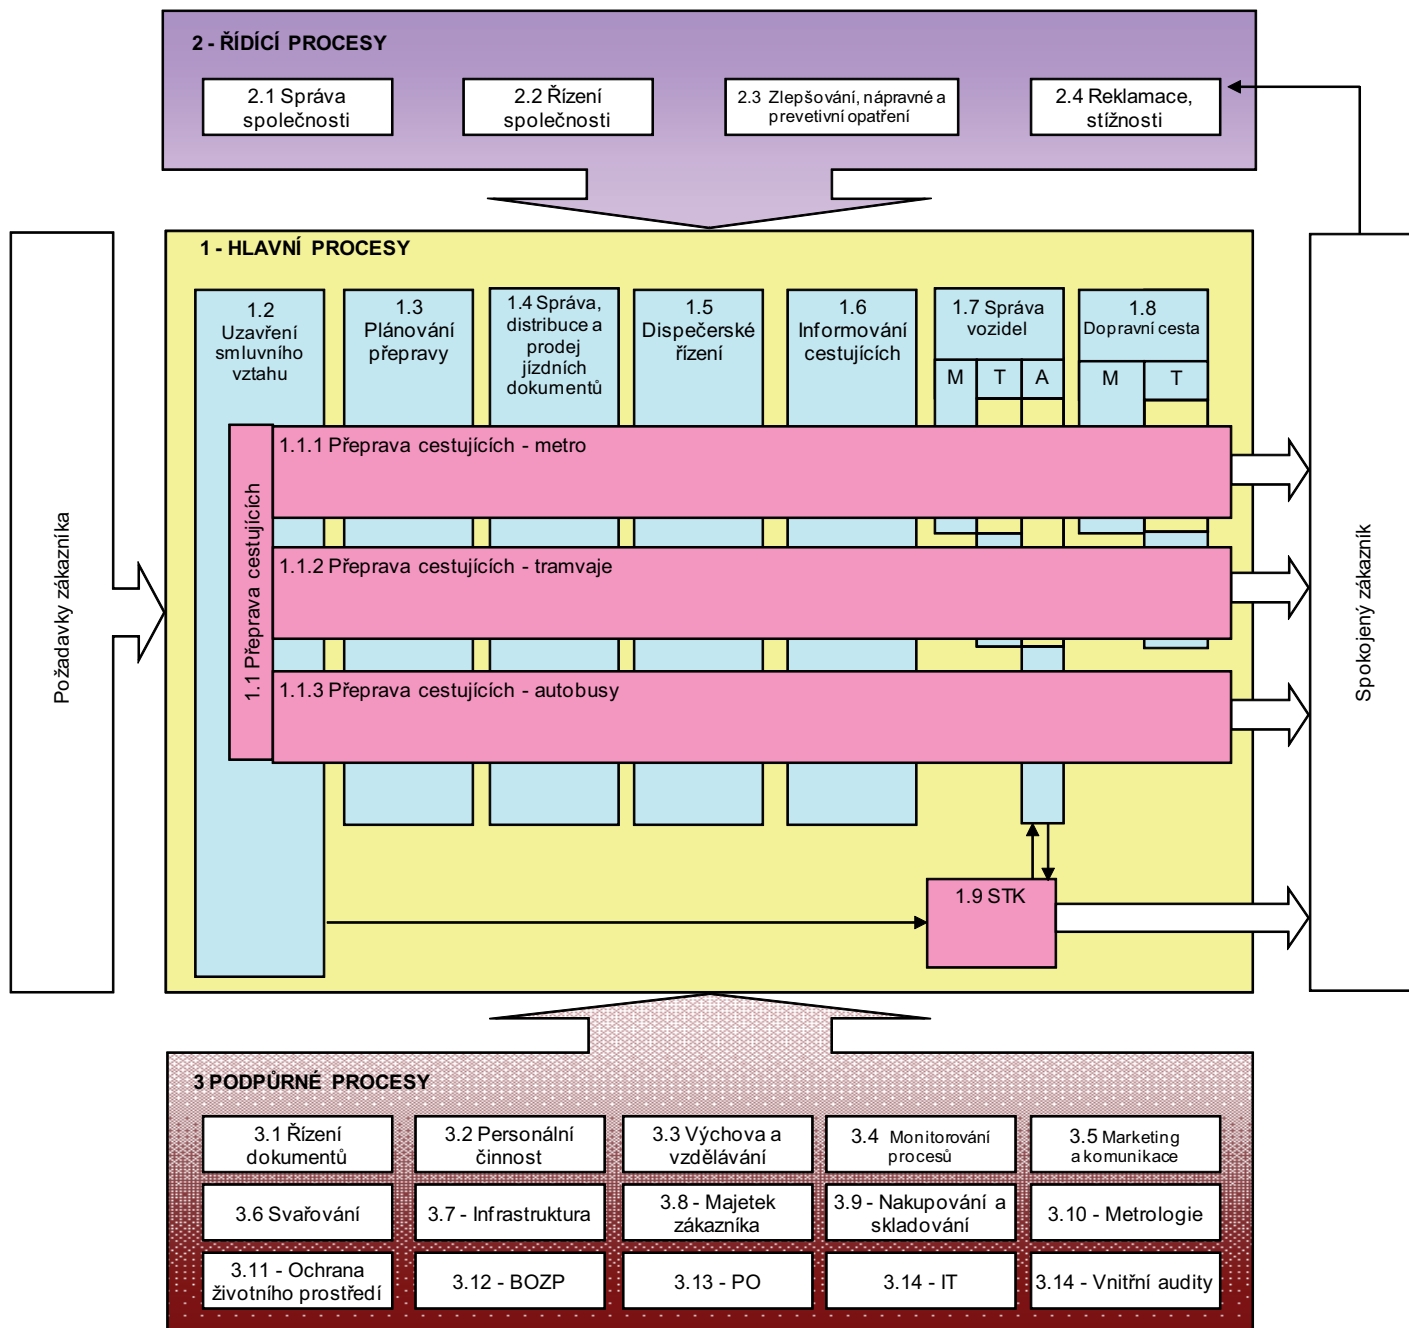 2 - ŘÍDÍCÍ PROCESY
2.1 Správa
společnosti
2.2 Řízení
společnosti
2.3 Zlepšování, nápravné a
prevetivní opatření
2.4 Reklamace,
stížnosti
Požadavky zákazníka
1 - HLAVNÍ PROCESY
1.2
Uzavření
smluvního
vztahu
1.3
Plánování
přepravy
1.4 Správa,
distribuce a
prodej
jízdních
dokumentů
1.5
Dispečerské
řízení
1.6
Informování
cestujících
1.7 Správa
vozidel
M
T
A
1.8
Dopravní cesta
M
T
1.1 Přeprava cestujících
1.1.1 Přeprava cestujících - metro
1.1.2 Přeprava cestujících - tramvaje
1.1.3 Přeprava cestujících - autobusy
1.9 STK
Spokojený zákazník
3 PODPŮRNÉ PROCESY
3.1 Řízení
dokumentů
3.2 Personální
činnost
3.3 Výchova a
vzdělávání
3.4 Monitorování
procesů
3.5 Marketing
a komunikace
3.6 Svařování
3.7 - Infrastruktura
3.8 - Majetek
zákazníka
3.9 - Nakupování a
skladování
3.10 - Metrologie
3.11 - Ochrana
životního prostředí
3.12 - BOZP
3.13 - PO
3.14 - IT
3.14 - Vnitřní audity